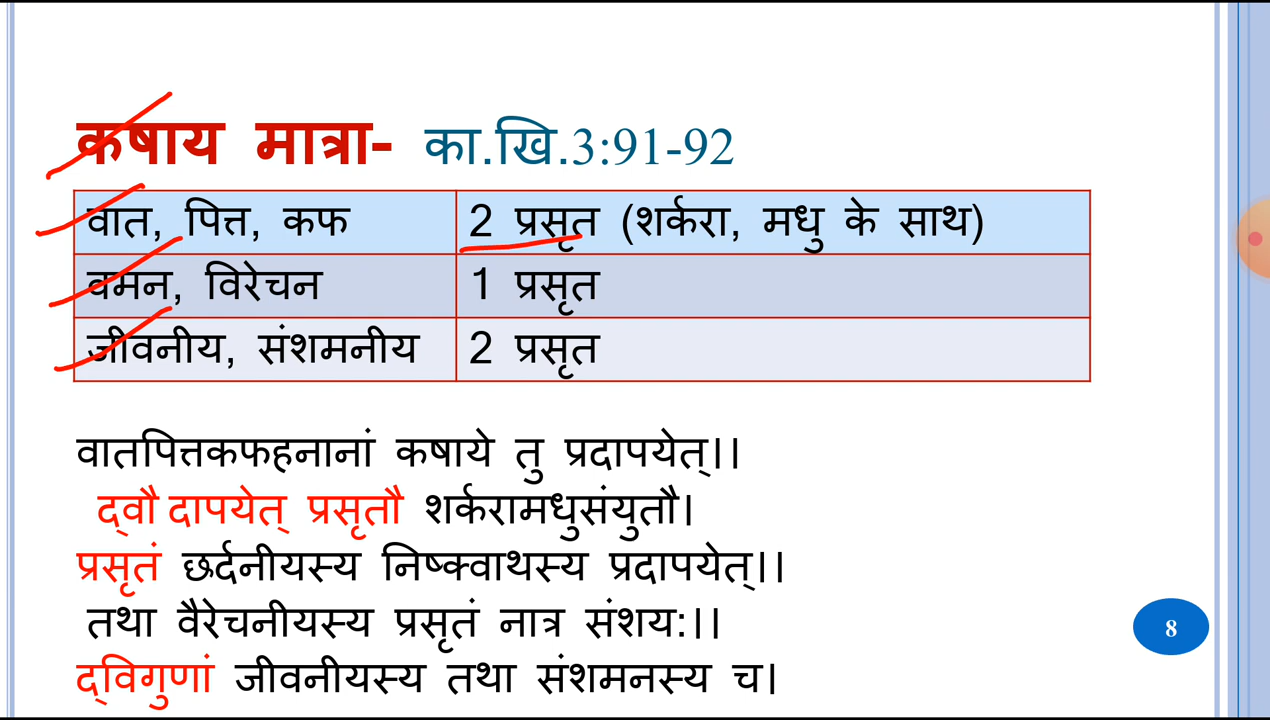 कषाय मात्रा- का.खि.3:91-92
वात, पित्त, कफ 2 प्रसृत (शर्करा, मधु के साथ)
वमन, विरेचन 1 प्रसृत
जीवनीय, संशमनीय 2 प्रसृत
वातपित्तकफहनानां कषाये तु प्रदापयेत्।।
द्वौ दापयेत् प्रसृतौ शर्करामधुसंयुतौ।
प्रसृतं छर्दनीयस्य निष्क्वाथस्य प्रदापयेत्।।
तथा वैरेचनीयस्य प्रसृतं नात्र संशय:।।
द्विगुणां जीवनीयस्य तथा संशमनस्य च।
8